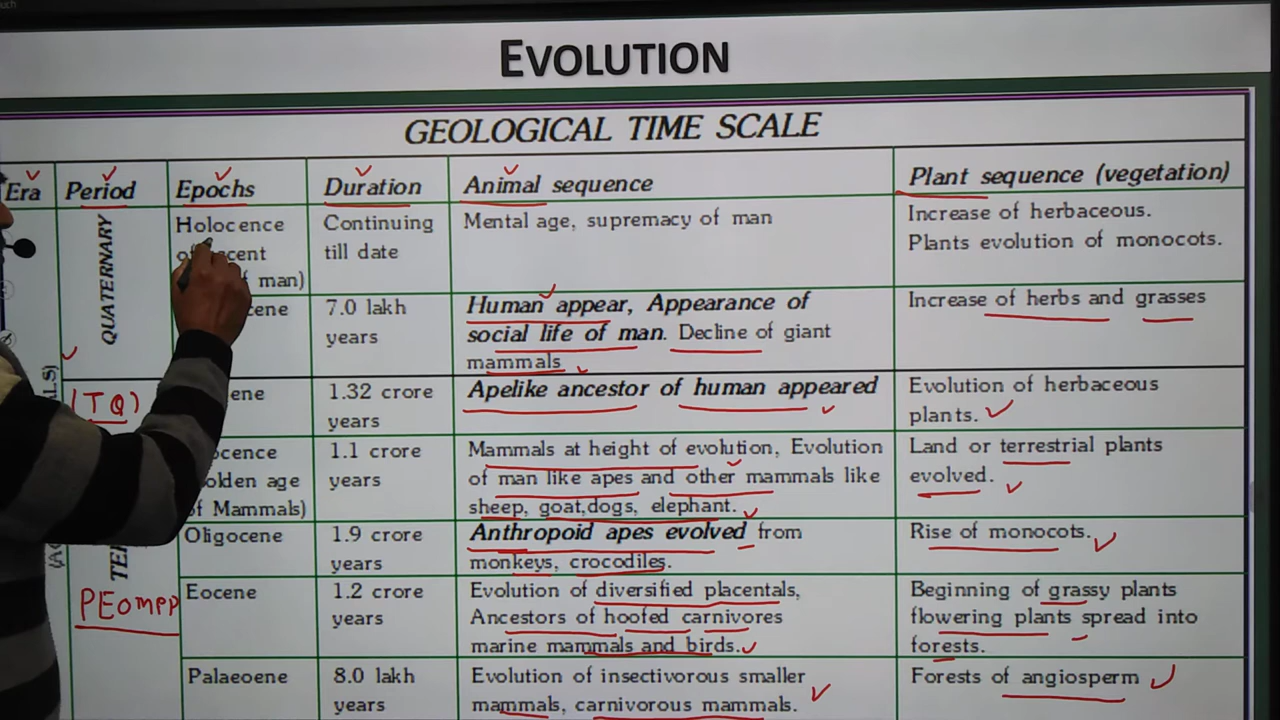 EVOLUTION
GEOLOGICAL TIME SCALE
Era Period Epochs Duration Animal sequence Plant sequence (vegetation)
QUATERNARY
Holocence
man)
Continuing
till date
Mental age, supremacy of man
Increase of herbaceous.
Plants evolution of monocots.
7.0 lakh
years
Human appear, Appearance of
social life of man. Decline of giant
mammals
Increase of herbs and grasses
(TQ)
1.32 crore
years
Apelike ancestor of human appeared
Evolution of herbaceous
plants.
age
of Mammals)
1.1 crore
years
Mammals at height of evolution, Evolution
of man like apes and other mammals like
sheep, goat,dogs, elephant.
Land or terrestrial plants
evolved.
Oligocene
1.9 crore
years
Anthropoid apes evolved from
monkeys, crocodiles.
Rise of monocots.
PEOMPP
Eocene
1.2 crore
years
Evolution of diversified placentals,
Ancestors of hoofed carnivores
marine mammals and birds.
Beginning of grassy plants
flowering plants spread into
forests.
Palaeoene
8.0 lakh
years
Evolution of insectivorous smaller
mammals, carnivorous mammals.
Forests of angiosperm